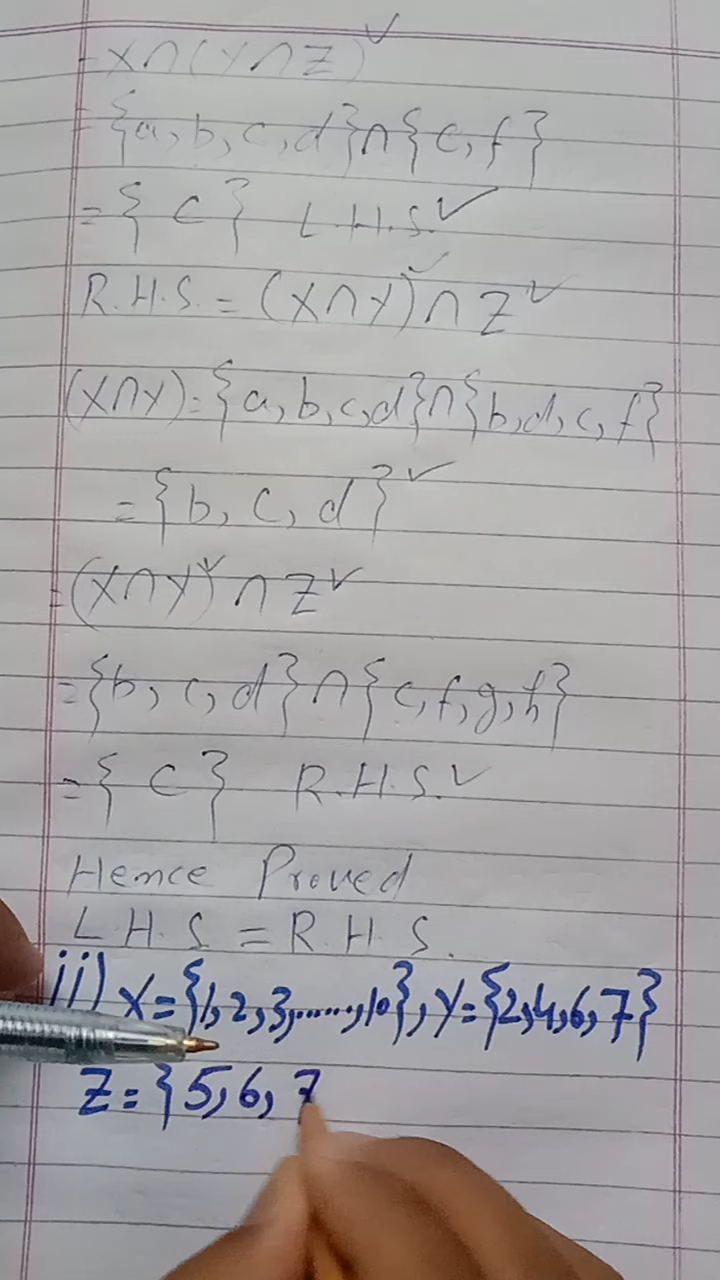 = X∩(Y∩Z)
= {a, b, c, d}∩{c, f}
= { c } L.H.S.
R.H.S. = (X∩Y)∩Z
(X∩Y) = {a, b, c, d}∩{b, d, c, f}
= {b, c, d}
= (X∩Y)∩Z
= {b, c, d}∩{c, f, g, h}
= { c } R.H.S.
Hence Proved
L.H.S. = R.H.S.
ii) X = {1, 2, 3, ......, 10}, Y = {2, 4, 6, 7}
Z = {5, 6, 7